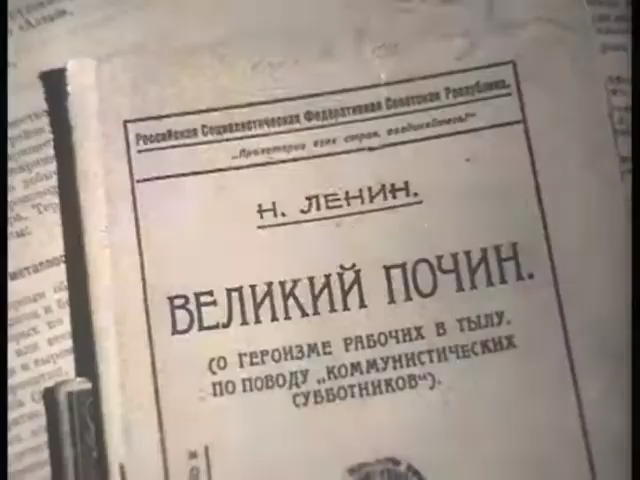 Российская Социалистическая Федеративная Советская Республика.
„Пролетарии всех стран, соединяйтесь!“
Н. ЛЕНИН.
ВЕЛИКИЙ ПОЧИН.
(О ГЕРОИЗМЕ РАБОЧИХ В ТЫЛУ.
ПО ПОВОДУ „КОММУНИСТИЧЕСКИХ
СУББОТНИКОВ“).